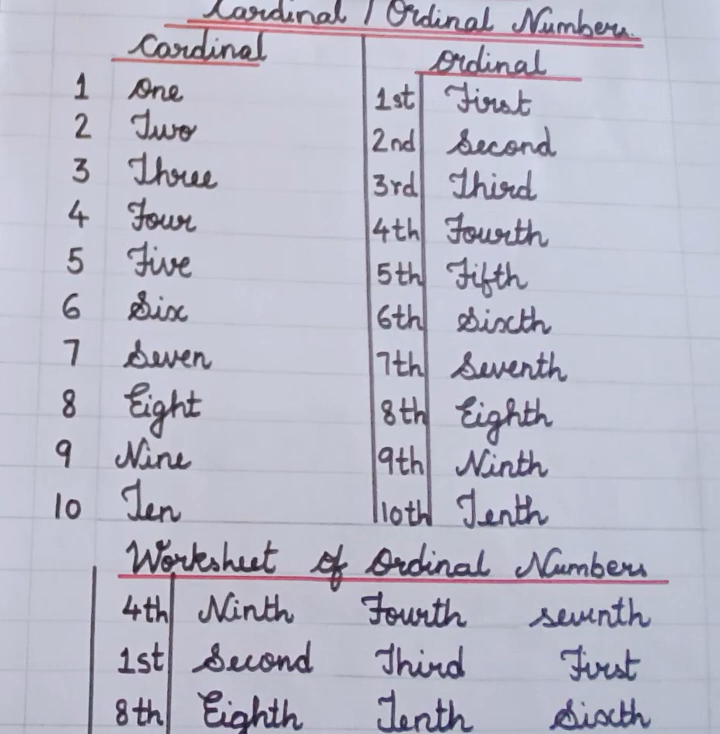 Cardinal / Ordinal Numbers
Cardinal Ordinal
1 One 1st First
2 Two 2nd Second
3 Three 3rd Third
4 Four 4th Fourth
5 Five 5th Fifth
6 Six 6th Sixth
7 Seven 7th Seventh
8 Eight 8th Eighth
9 Nine 9th Ninth
10 Ten 10th Tenth
Worksheet of Ordinal Numbers
4th Ninth Fourth seventh
1st Second Third First
8th Eighth Tenth Sixth